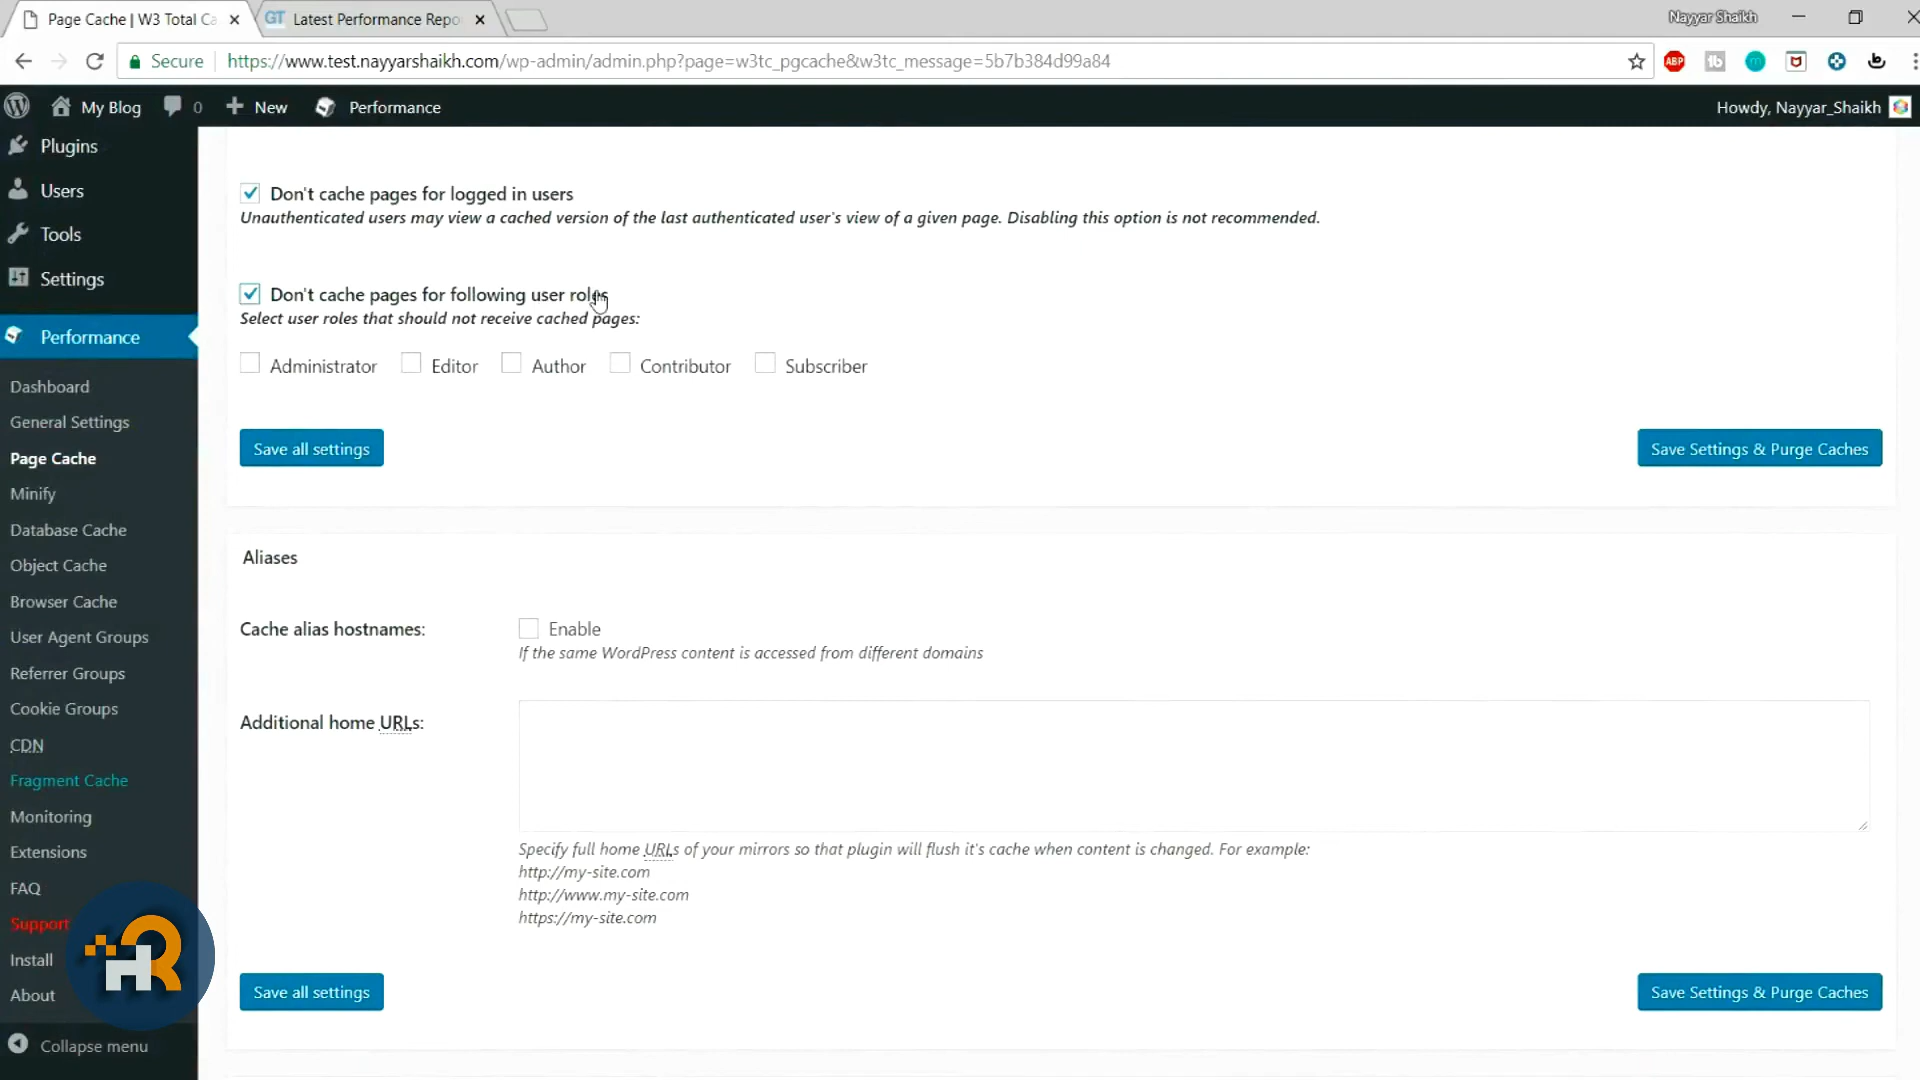 Page Cache | W3 Total Ca
GT Latest Performance Repo
Nayyar Shaikh
Secure https://www.test.nayyarshaikh.com/wp-admin/admin.php?page=w3tc_pgcache&w3tc_message=5b7b384d99a84
ABP
My Blog 0 New Performance
Howdy, Nayyar_Shaikh
Plugins
Users
Tools
Settings
Performance
Dashboard
General Settings
Page Cache
Minify
Database Cache
Object Cache
Browser Cache
User Agent Groups
Referrer Groups
Cookie Groups
CDN
Fragment Cache
Monitoring
Extensions
FAQ
Support
Install
About
Collapse menu
HR
Don't cache pages for logged in users
Unauthenticated users may view a cached version of the last authenticated user's view of a given page. Disabling this option is not recommended.
Don't cache pages for following user roles
Select user roles that should not receive cached pages:
Administrator Editor Author Contributor Subscriber
Save all settings
Save Settings & Purge Caches
Aliases
Cache alias hostnames:
Enable
If the same WordPress content is accessed from different domains
Additional home URLs:
Specify full home URLs of your mirrors so that plugin will flush it's cache when content is changed. For example:
http://my-site.com
http://www.my-site.com
https://my-site.com
Save all settings
Save Settings & Purge Caches